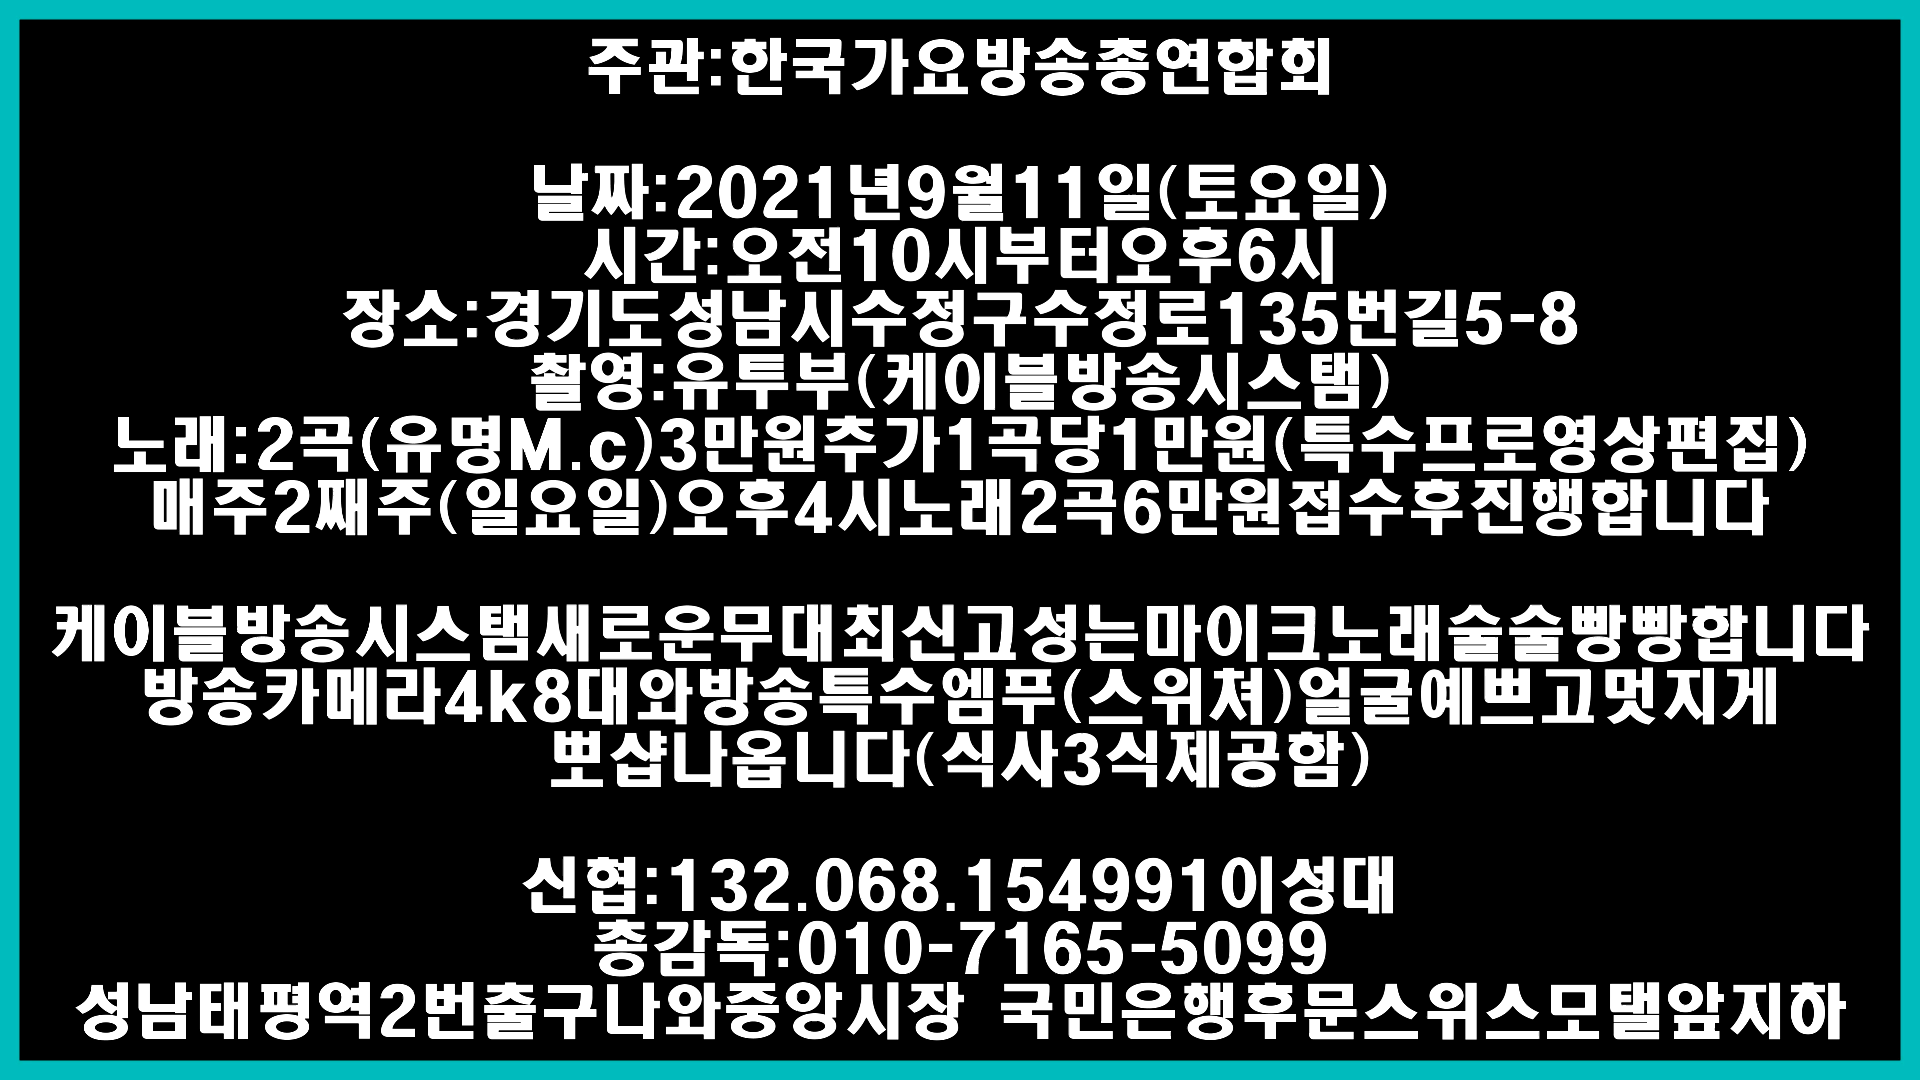 주관:한국가요방송총연합회
날짜:2021년9월11일(토요일)
시간:오전10시부터오후6시
장소:경기도성남시수정구수정로135번길5-8
촬영:유투부(케이블방송시스탬)
노래:2곡(유명M.c)3만원추가1곡당1만원(특수프로영상편집)
매주2째주(일요일)오후4시노래2곡6만원접수후진행합니다
케이블방송시스탬새로운무대최신고성는마이크노래술술빵빵합니다
방송카메라4k8대와방송특수엠푸(스위쳐)얼굴예쁘고멋지게
뽀샵나옵니다(식사3식제공함)
신협:132.068.154991이성대
총감독:010-7165-5099
성남태평역2번출구나와중앙시장 국민은행후문스위스모탤앞지하